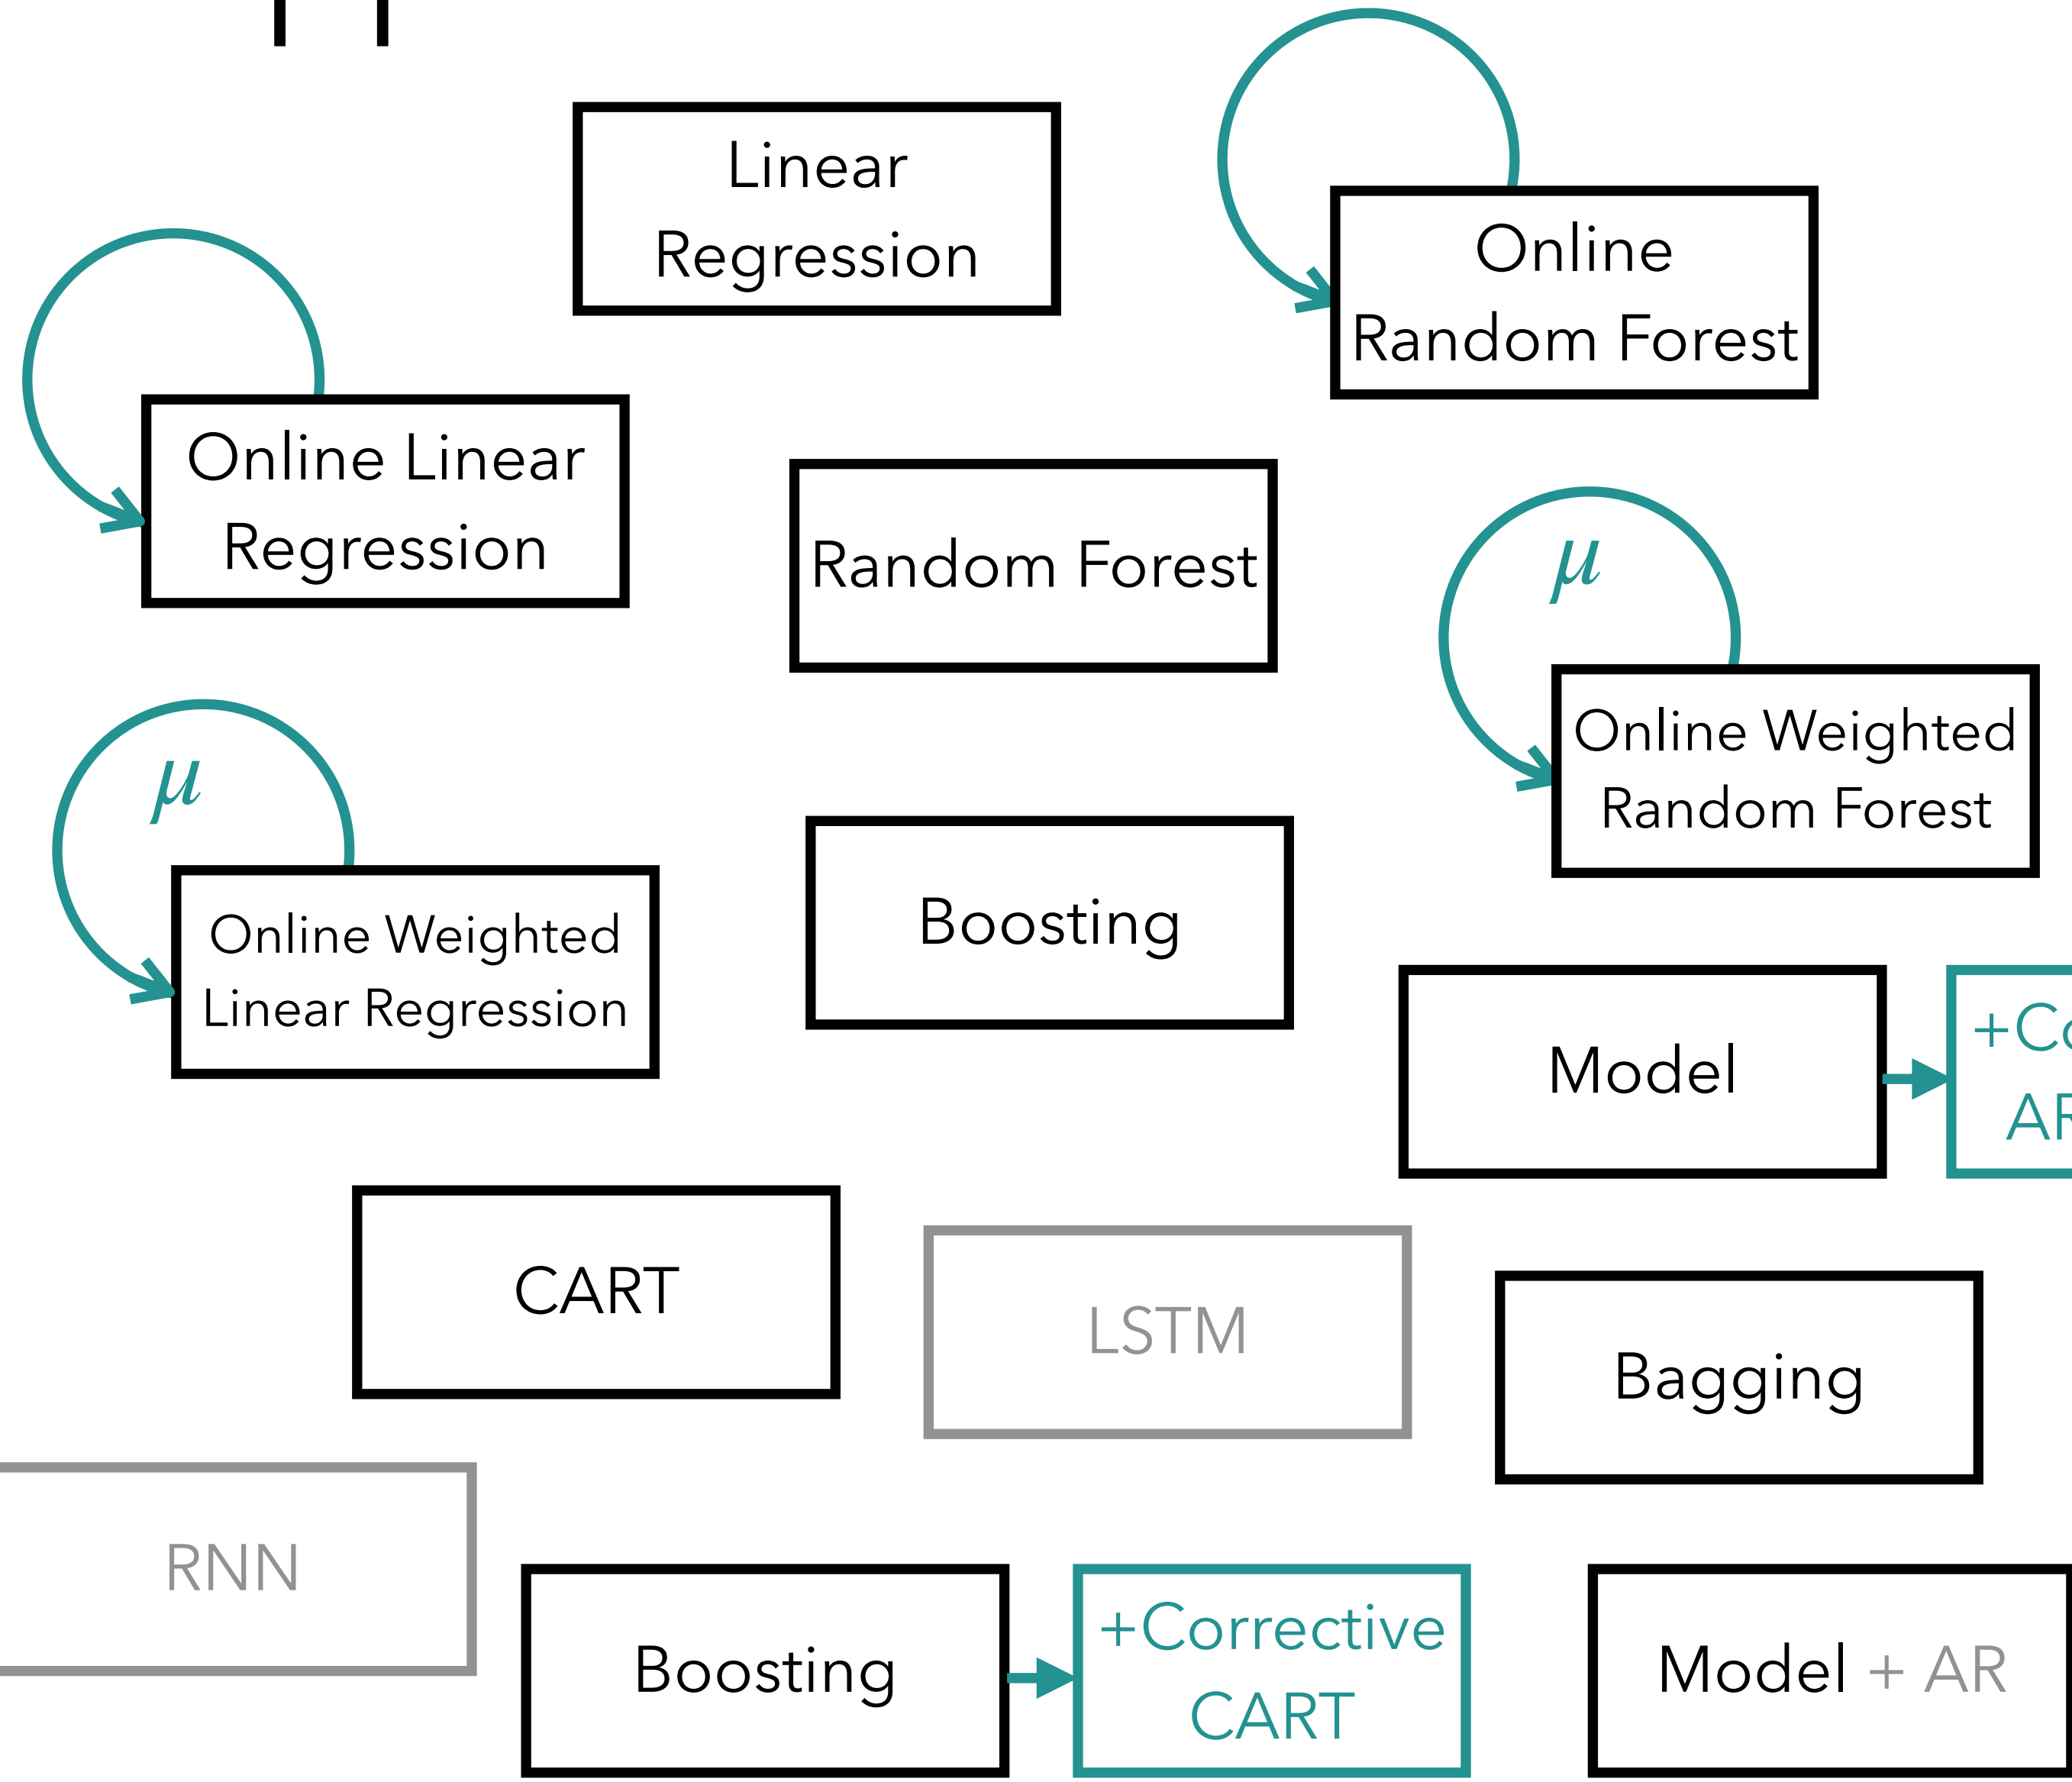 Linear
Regression
Online
Random Forest
Online Linear
Regression
Random Forest
μ
Online Weighted
Random Forest
μ
Online Weighted
Linear Regression
Boosting
Model
CART
LSTM
Bagging
RNN
Boosting
+Corrective
CART
Model + AR